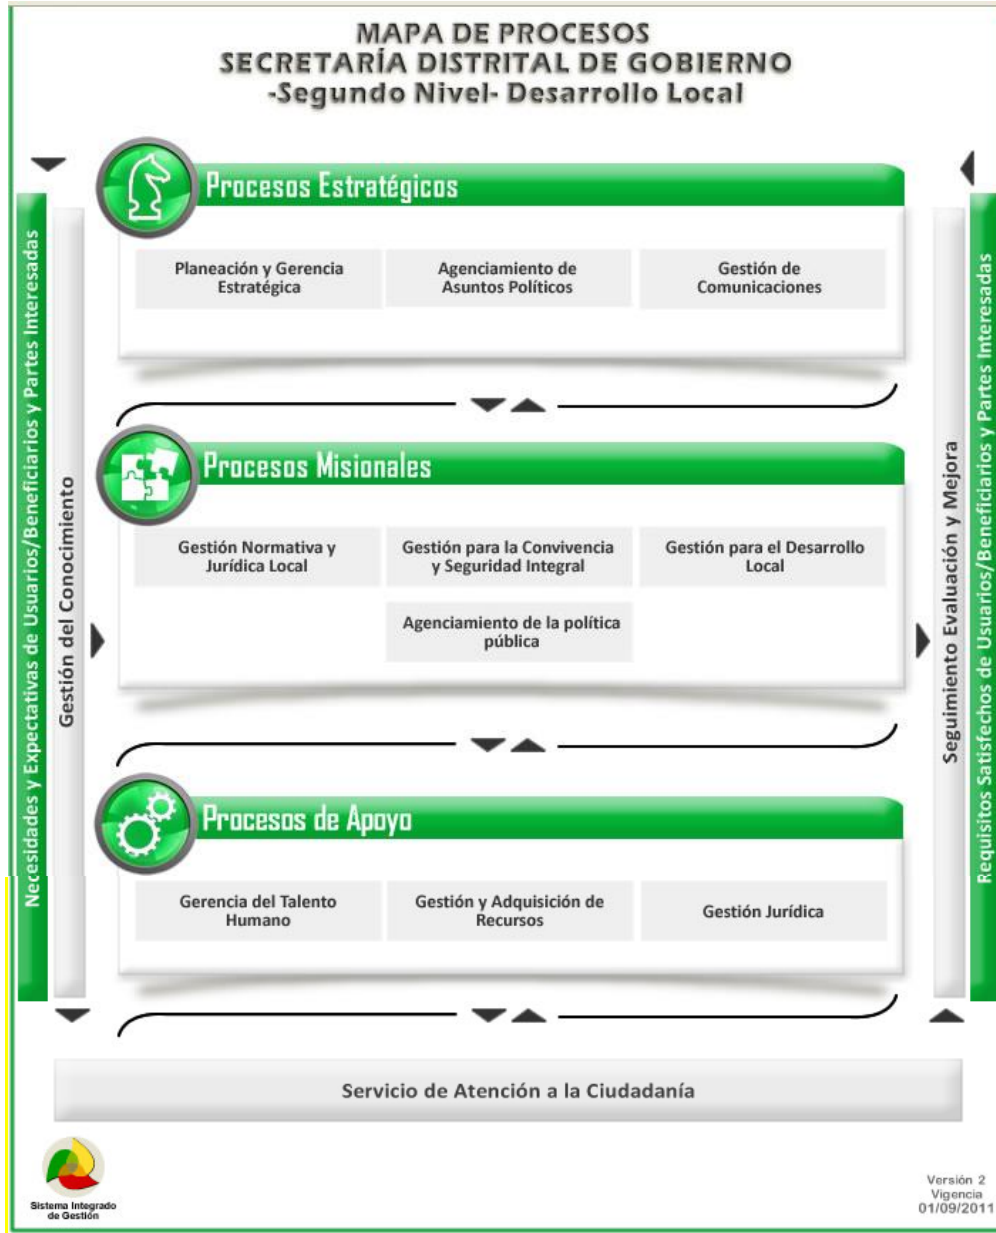 MAPA DE PROCESOS
SECRETARÍA DISTRITAL DE GOBIERNO
-Segundo Nivel- Desarrollo Local
Necesidades y Expectativas de Usuarios/Beneficiarios y Partes Interesadas
Gestión del Conocimiento
Procesos Estratégicos
Planeación y Gerencia
Estratégica
Agenciamiento de
Asuntos Políticos
Gestión de
Comunicaciones
Procesos Misionales
Gestión Normativa y
Jurídica Local
Gestión para la Convivencia
y Seguridad Integral
Gestión para el Desarrollo
Local
Agenciamiento de la política
pública
Procesos de Apoyo
Gerencia del Talento
Humano
Gestión y Adquisición de
Recursos
Gestión Jurídica
Seguimiento Evaluación y Mejora
Requisitos Satisfechos de Usuarios/Beneficiarios y Partes Interesadas
Servicio de Atención a la Ciudadanía
Sistema Integrado
de Gestión
Versión 2
Vigencia
01/09/2011